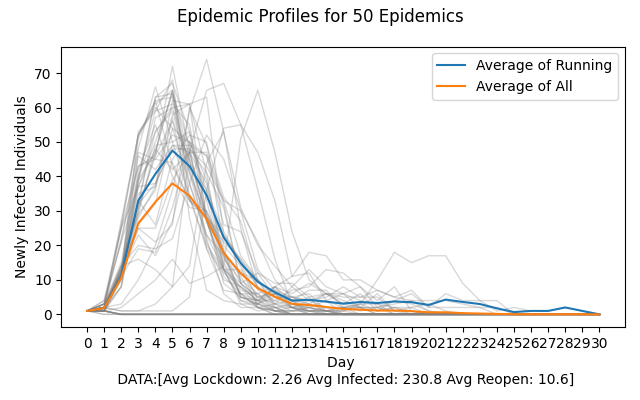 Epidemic Profiles for 50 Epidemics
Average of Running
Average of All
Newly Infected Individuals
70
60
50
40
30
20
10
0
0 1 2 3 4 5 6 7 8 9 10 11 12 13 14 15 16 17 18 19 20 21 22 23 24 25 26 27 28 29 30
Day
DATA:[Avg Lockdown: 2.26 Avg Infected: 230.8 Avg Reopen: 10.6]